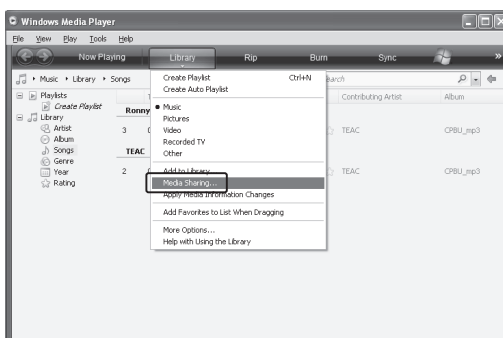 Windows Media Player
File View Play Tools Help
Now Playing Library Rip Burn Sync »
Music Library Songs
Playlists
Create Playlist
Library
Artist
Album
Songs
Genre
Year
Rating
Ronny
3
TEAC
2
Create Playlist Ctrl+N
Create Auto Playlist
Music
Pictures
Video
Recorded TV
Other
Add to Library
Media Sharing...
Apply Media Information Changes
Add Favorites to List When Dragging
More Options...
Help with Using the Library
Contributing Artist Album
TEAC CPBU_mp3
TEAC CPBU_mp3